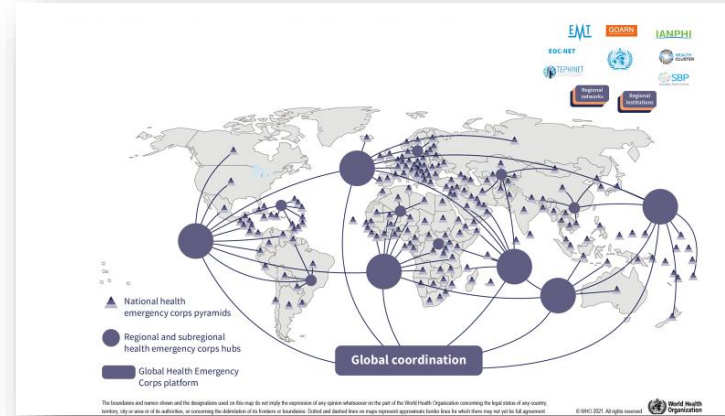 EMT
GOARN
IANPHI
EOC-NET
HEALTH
CLUSTER
TEPHINET
SBP
Regional
networks
Regional
institutions
National health
emergency corps pyramids
Regional and subregional
health emergency corps hubs
Global Health Emergency
Corps platform
Global coordination
The boundaries and names shown and the designations used on this map do not imply the expression of any opinion whatsoever on the part of the World Health Organization concerning the legal status of any country,
territory, city or area or of its authorities, or concerning the delimitation of its frontiers or boundaries. Dotted and dashed lines on maps represent approximate border lines for which there may not yet be full agreement.
© WHO 2021. All rights reserved.
World Health
Organization